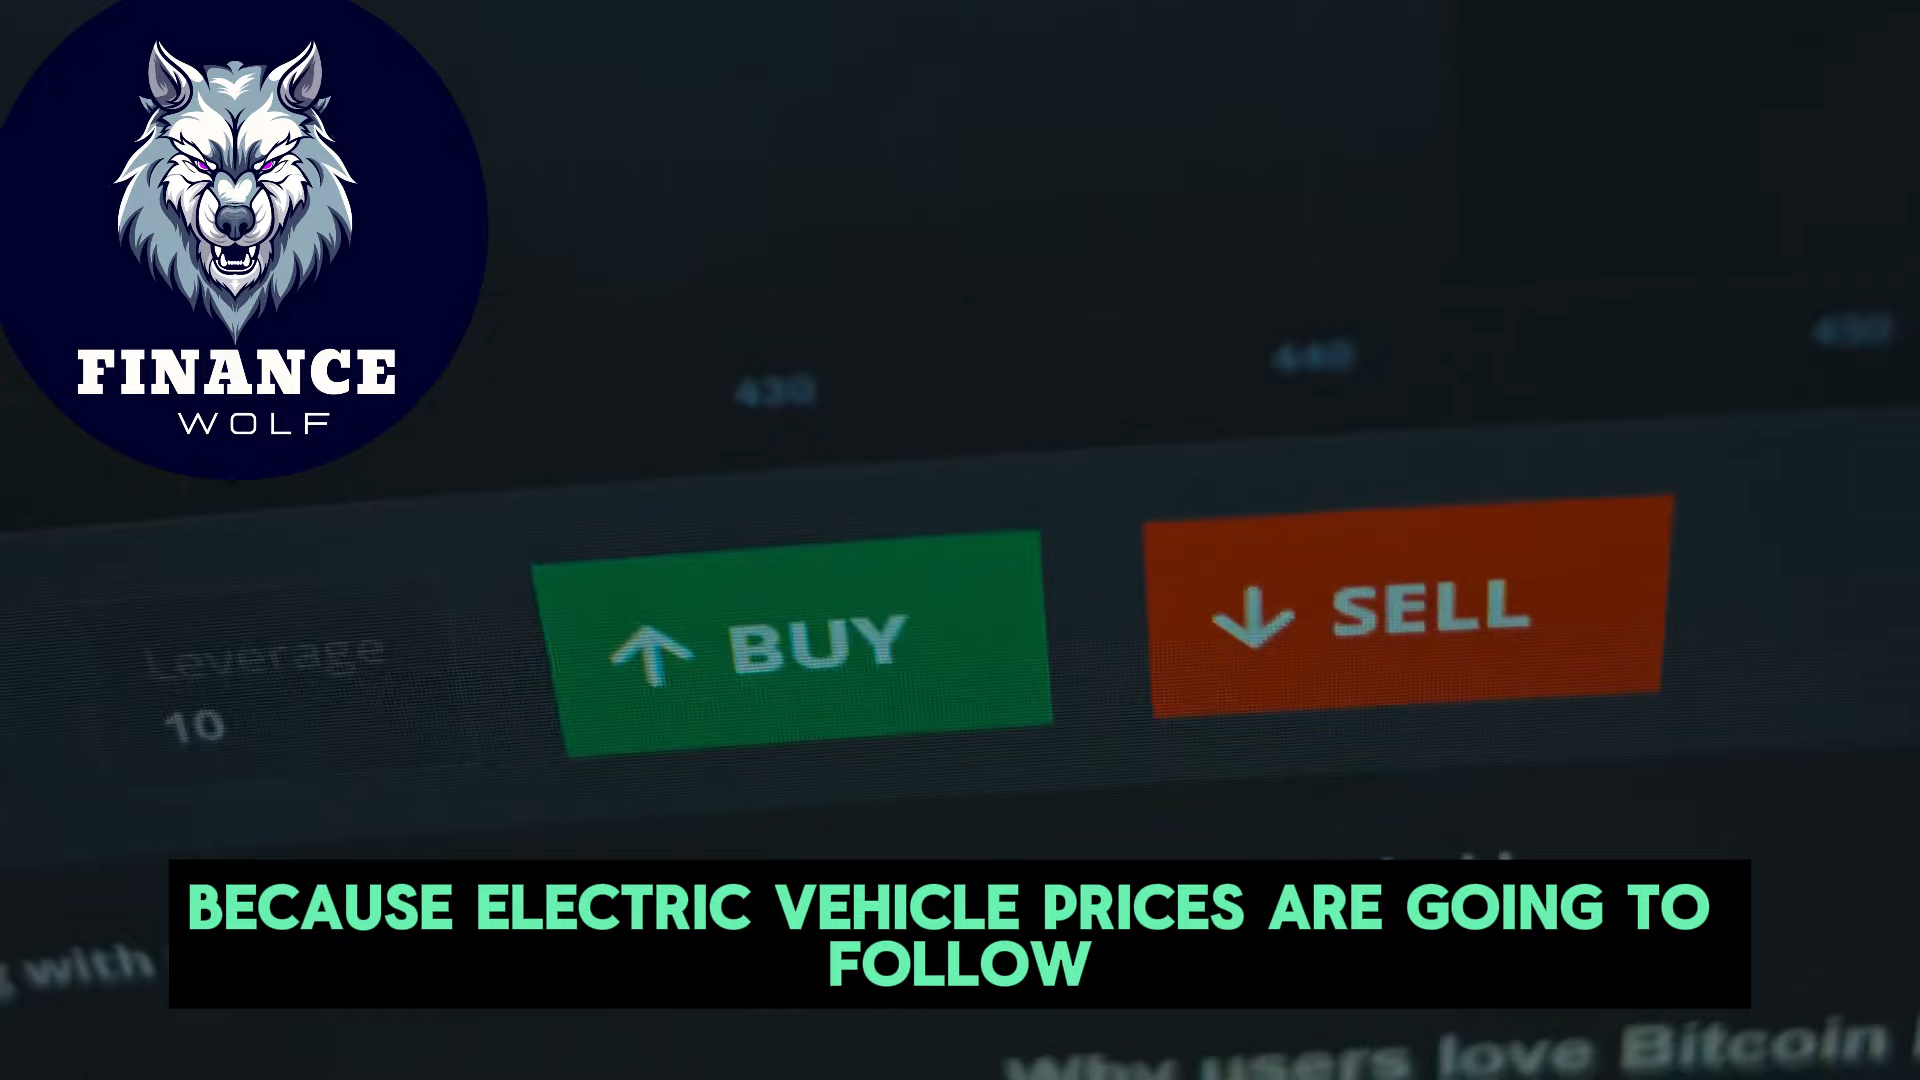 FINANCE
WOLF
430
440
450
Leverage
10
↑ BUY
↓ SELL
BECAUSE ELECTRIC VEHICLE PRICES ARE GOING TO
FOLLOW
with
Why users love Bitcoin